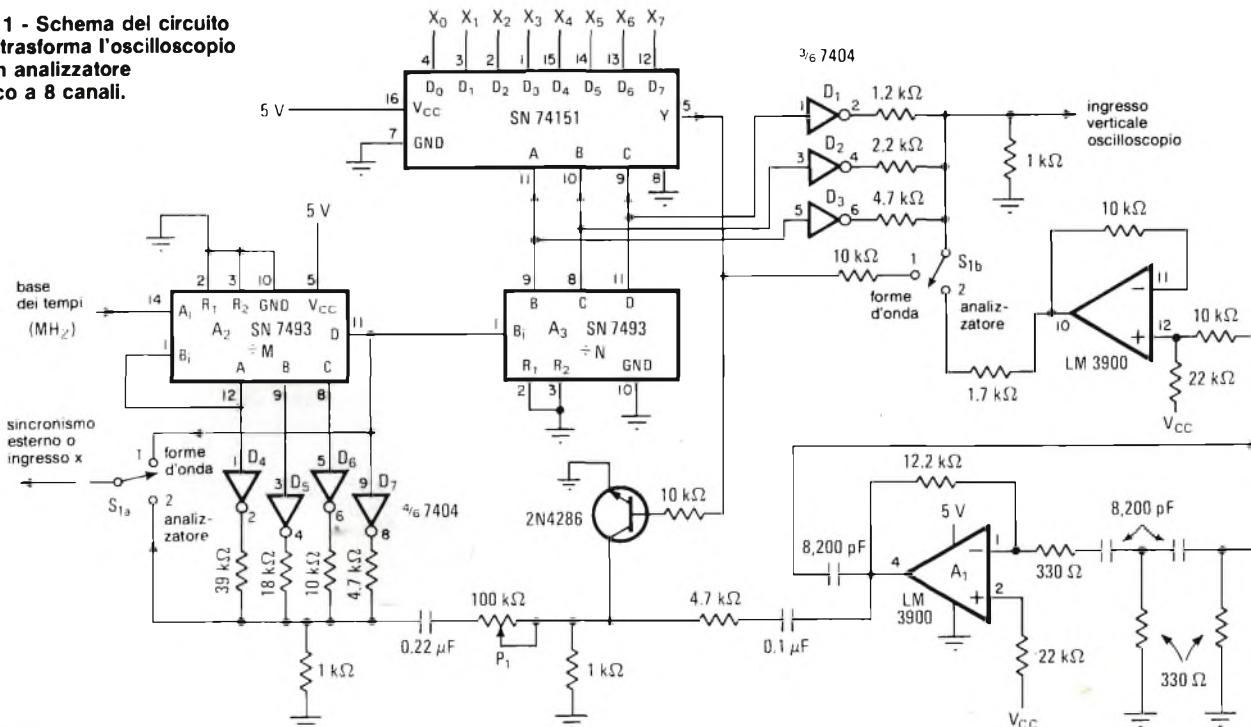 1 - Schema del circuito
trasforma l'oscilloscopio
n analizzatore
co a 8 canali.
X0 X1 X2 X3 X4 X5 X6 X7
4 3 2 1 15 14 13 12
D0 D1 D2 D3 D4 D5 D6 D7
5 V
16
VCC
SN 74151
Y
5
7
GND
A B C
11 10 9 8
3/6 7404
1 D1 2
1.2 kΩ
3 D2 4
2.2 kΩ
5 D3 6
4.7 kΩ
ingresso
verticale
oscilloscopio
1 kΩ
10 kΩ
1
S1b
forme
d'onda
2
analiz-
zatore
10 kΩ
11
10
12
LM 3900
10 kΩ
22 kΩ
VCC
1.7 kΩ
5 V
2 3 10 5
R1 R2 GND VCC
base
dei tempi
(MHz)
14
Ai
A2 SN 7493
÷M
D
11
1
Bi
A B C
12 9 8
9 8 11
B C D
1
Bi
A3 SN 7493
÷N
R1 R2 GND
2 3 10
sincronismo
esterno o
ingresso x
1
forme
d'onda
S1a
2
analiz-
zatore
1 D4 2
3 D5 4
5 D6 6
9 D7 8
4/6 7404
39 kΩ
18 kΩ
10 kΩ
4.7 kΩ
1 kΩ
0.22 µF
100 kΩ
P1
1 kΩ
2N4286
10 kΩ
4.7 kΩ
0.1 µF
8,200 pF
12.2 kΩ
5 V
4
A1
LM
3900
1
2
22 kΩ
VCC
330 Ω
8,200 pF
330 Ω